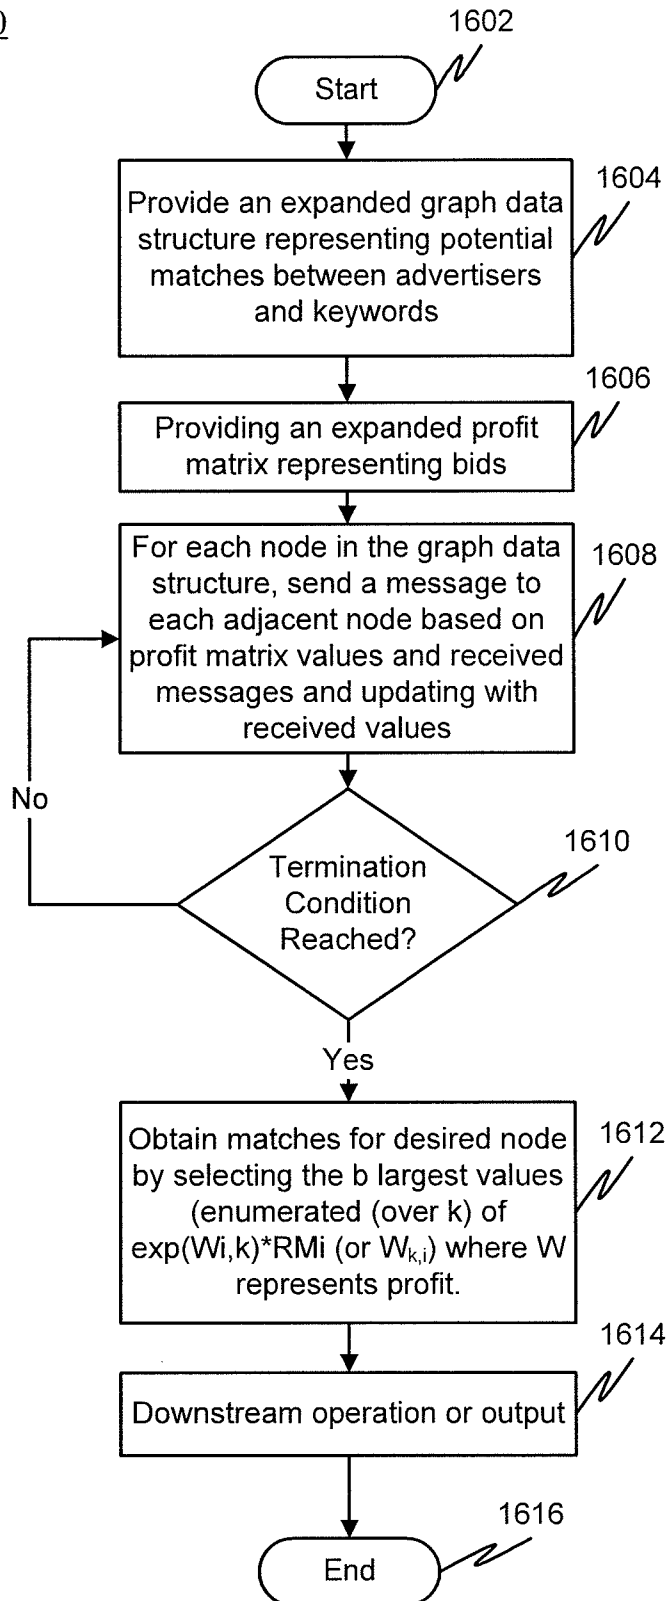 1602
Start
1604
Provide an expanded graph data
structure representing potential
matches between advertisers
and keywords
1606
Providing an expanded profit
matrix representing bids
1608
For each node in the graph data
structure, send a message to
each adjacent node based on
profit matrix values and received
messages and updating with
received values
No
1610
Termination
Condition
Reached?
Yes
1612
Obtain matches for desired node
by selecting the b largest values
(enumerated (over k) of
exp(Wi,k)*RMi (or Wk,i) where W
represents profit.
1614
Downstream operation or output
1616
End